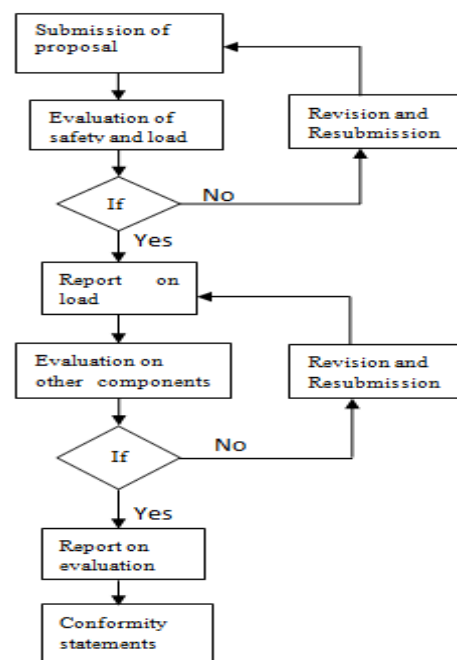 Submission of
proposal
Evaluation of
safety and load
Revision and
Resubmission
If
No
Yes
Report on
load
Evaluation on
other components
Revision and
Resubmission
If
No
Yes
Report on
evaluation
Conformity
statements